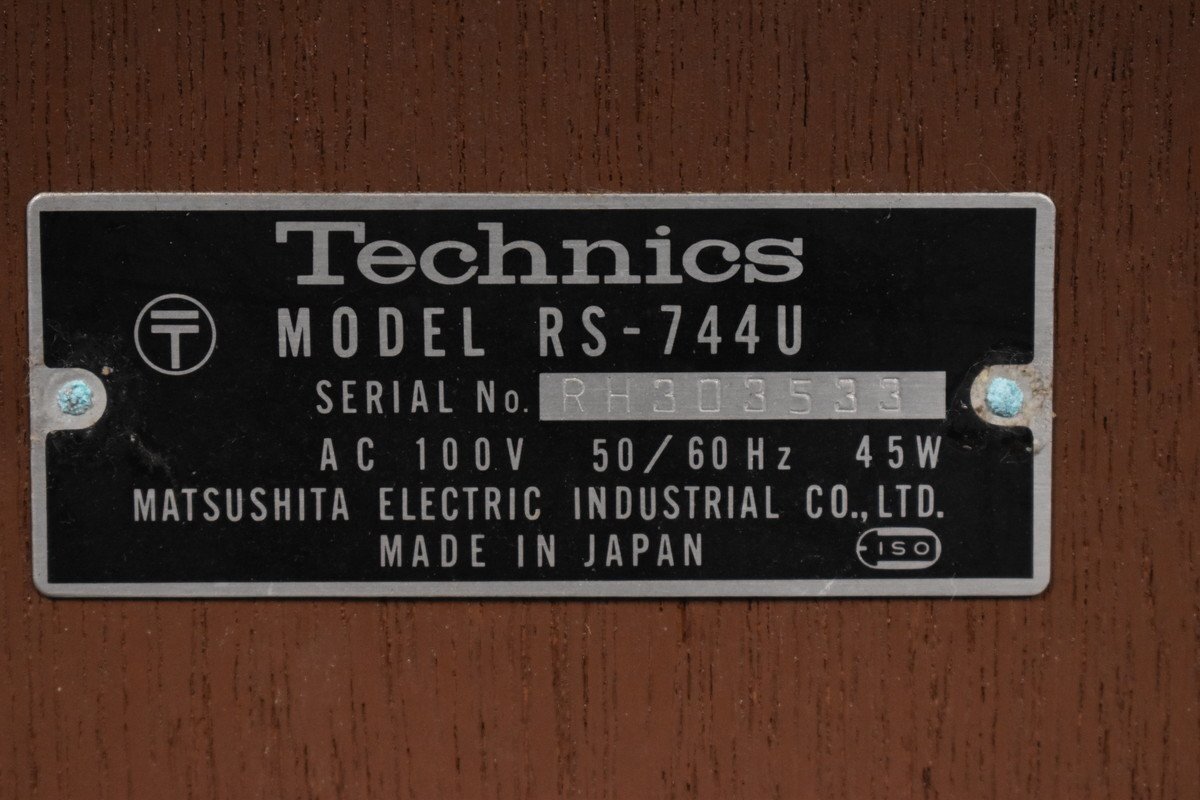 Technics
MODEL RS-744U
SERIAL No. RH303533
AC 100V 50/60Hz 45W
MATSUSHITA ELECTRIC INDUSTRIAL CO.,LTD.
MADE IN JAPAN
ISO